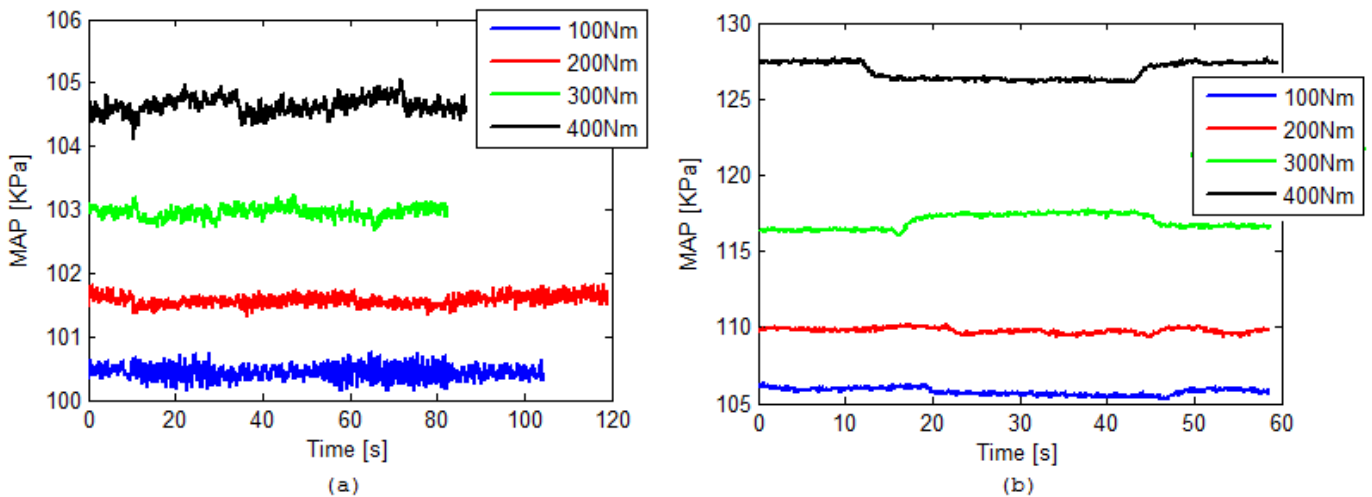 106
105
104
103
102
101
100
MAP [KPa]
0 20 40 60 80 100 120
Time [s]
100Nm
200Nm
300Nm
400Nm
(a)
130
125
120
115
110
105
MAP [KPa]
0 10 20 30 40 50 60
Time [s]
100Nm
200Nm
300Nm
400Nm
(b)